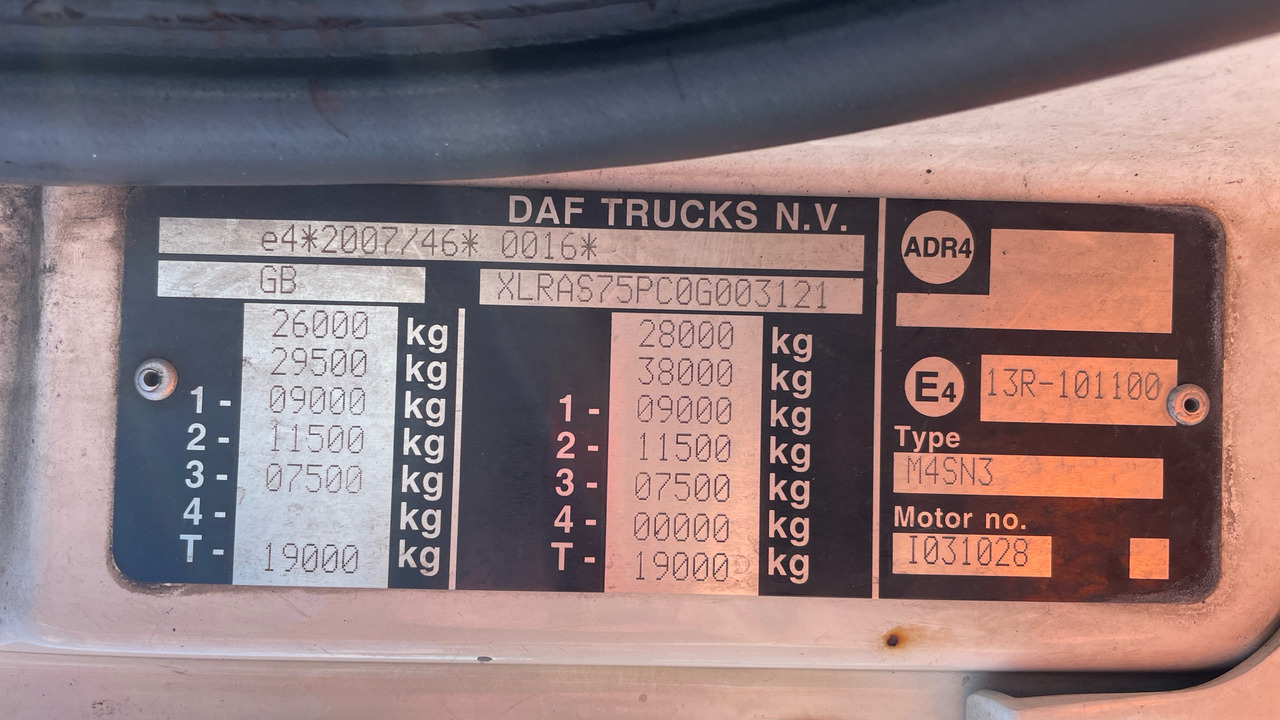 DAF TRUCKS N.V.
e4*2007/46* 0016*
GB
XLRAS75PC0G003121
26000 kg
29500 kg
1 - 09000 kg
2 - 11500 kg
3 - 07500 kg
4 - kg
T - 19000 kg
28000 kg
38000 kg
1 - 09000 kg
2 - 11500 kg
3 - 07500 kg
4 - 00000 kg
T - 19000 kg
ADR4
E4 13R-101100
Type
M4SN3
Motor no.
I031028